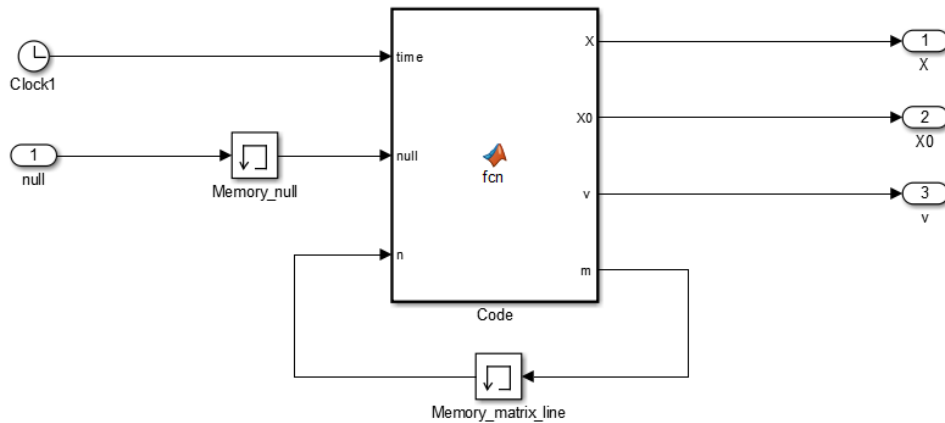 Clock1
time
1
null
Memory_null
null
n
fcn
X
X0
v
m
Code
Memory_matrix_line
1
X
2
X0
3
v